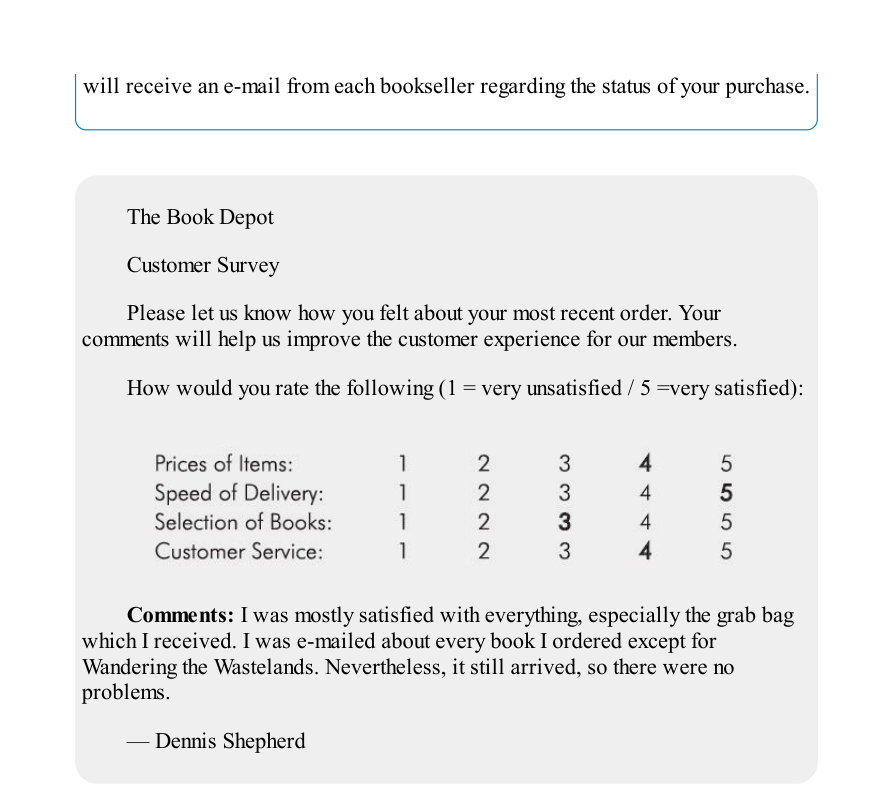 will receive an e-mail from each bookseller regarding the status of your purchase.
The Book Depot
Customer Survey
Please let us know how you felt about your most recent order. Your
comments will help us improve the customer experience for our members.
How would you rate the following (1 = very unsatisfied / 5 =very satisfied):
Prices of Items: 1 2 3 4 5
Speed of Delivery: 1 2 3 4 5
Selection of Books: 1 2 3 4 5
Customer Service: 1 2 3 4 5
Comments: I was mostly satisfied with everything, especially the grab bag
which I received. I was e-mailed about every book I ordered except for
Wandering the Wastelands. Nevertheless, it still arrived, so there were no
problems.
— Dennis Shepherd